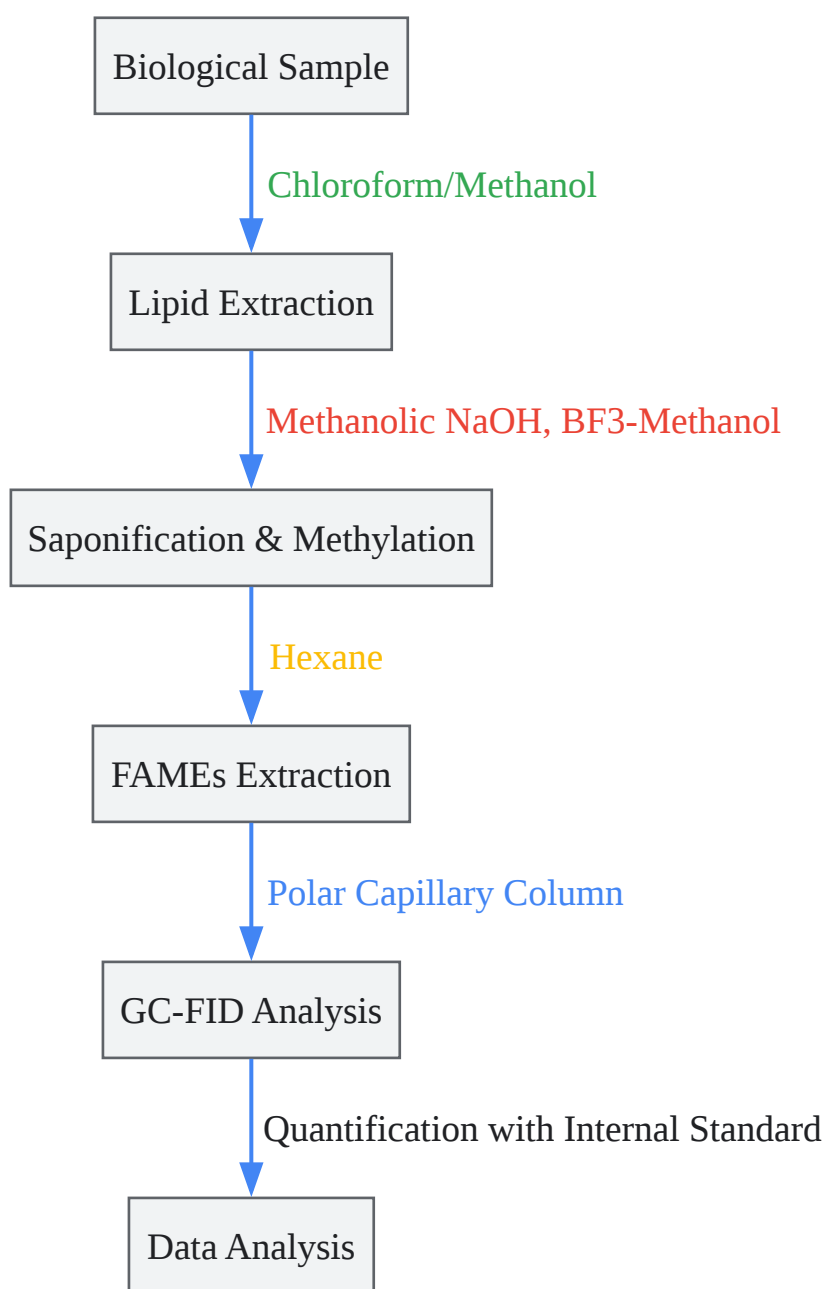 Biological Sample
Chloroform/Methanol
Lipid Extraction
Methanolic NaOH, BF3-Methanol
Saponification & Methylation
Hexane
FAMEs Extraction
Polar Capillary Column
GC-FID Analysis
Quantification with Internal Standard
Data Analysis